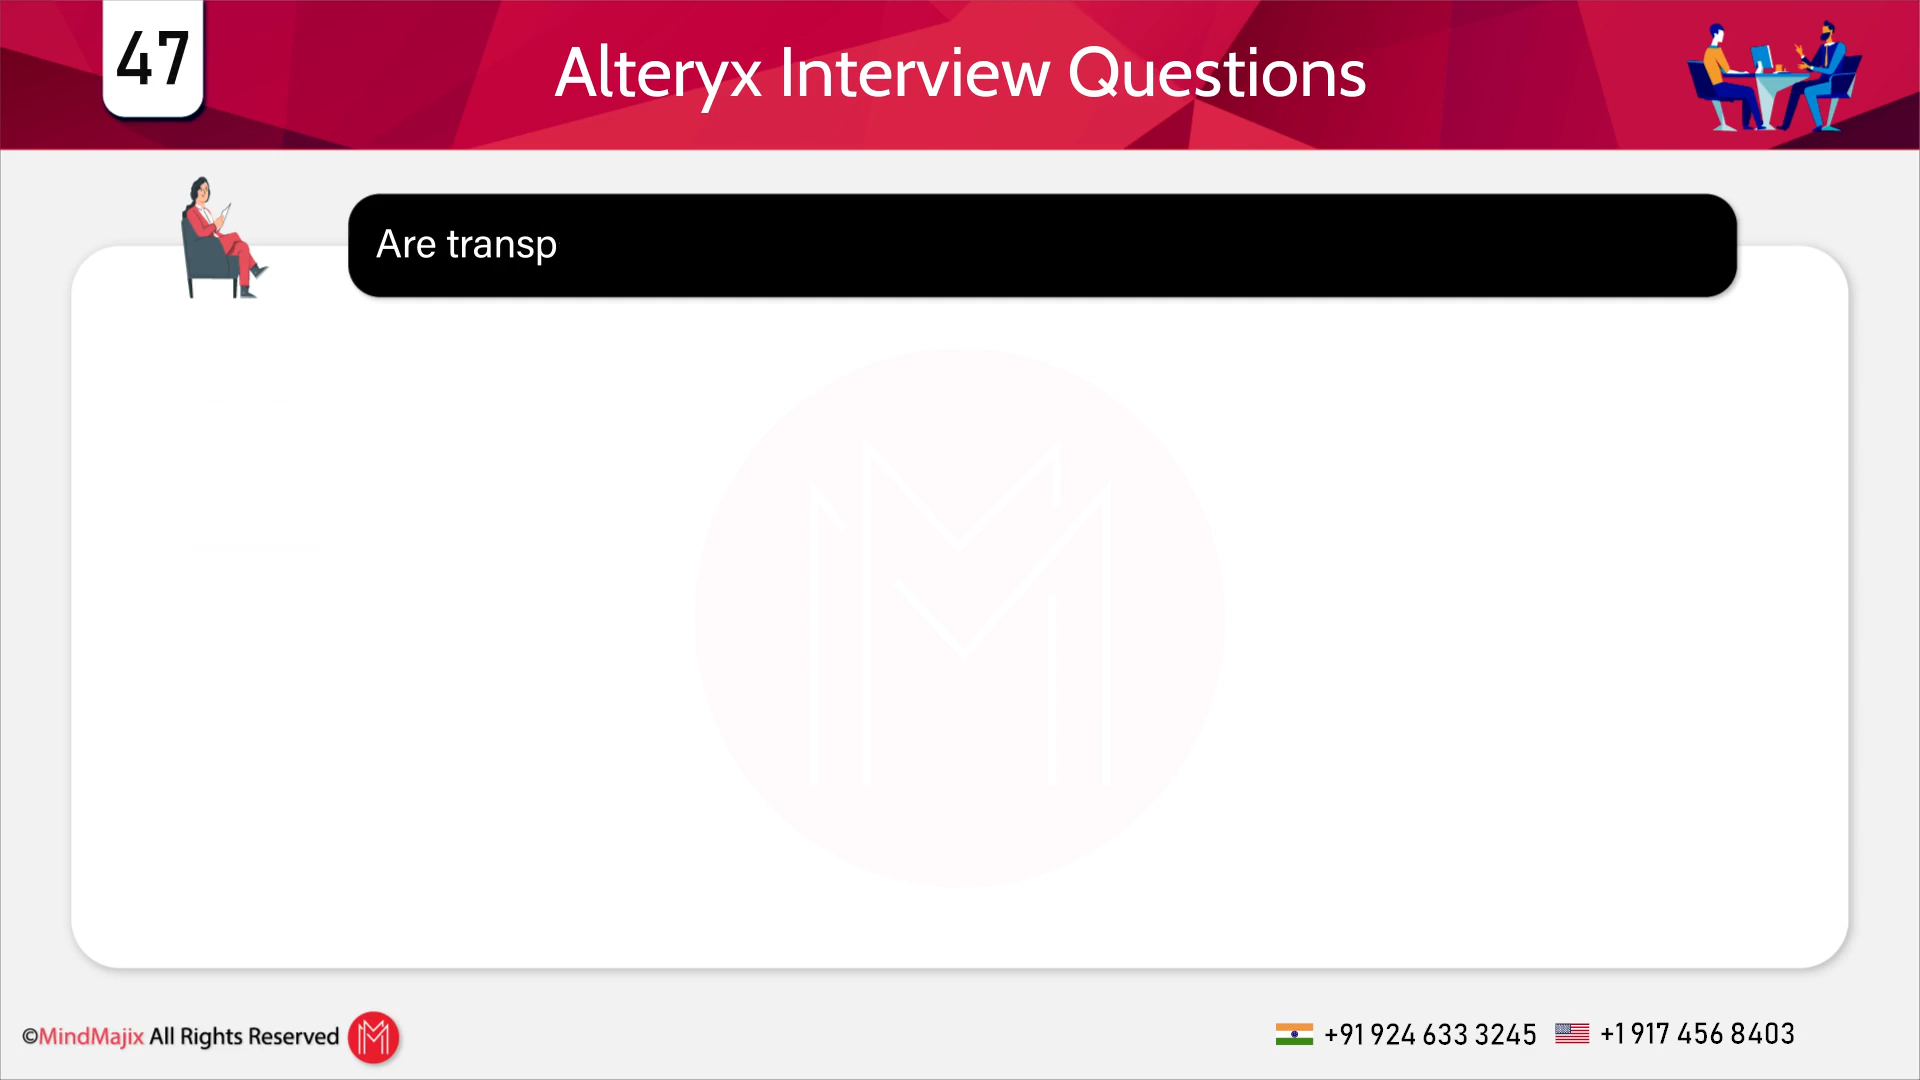 47
Alteryx Interview Questions
Are transp
©MindMajix All Rights Reserved
+91 924 633 3245
+1 917 456 8403